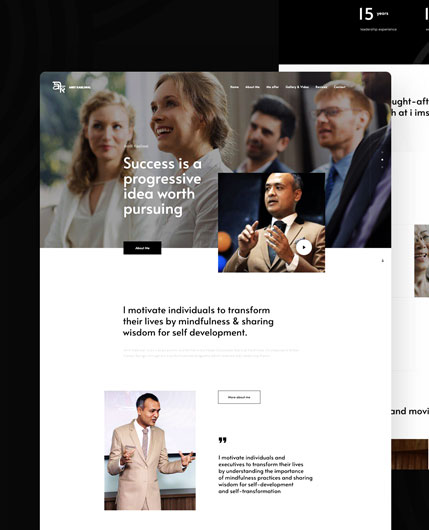 15 years
leadership experience
Home About Me We offer Gallery & Video Reviews Contact
Success is a
progressive
idea worth
pursuing
About Me
ught-aft
h at i ims
I motivate individuals to transform
their lives by mindfulness & sharing
wisdom for self development.
More about me
and movi
I motivate individuals and
executives to transform their lives
by understanding the importance
of mindfulness practices and sharing
wisdom for self-development
and self-transformation